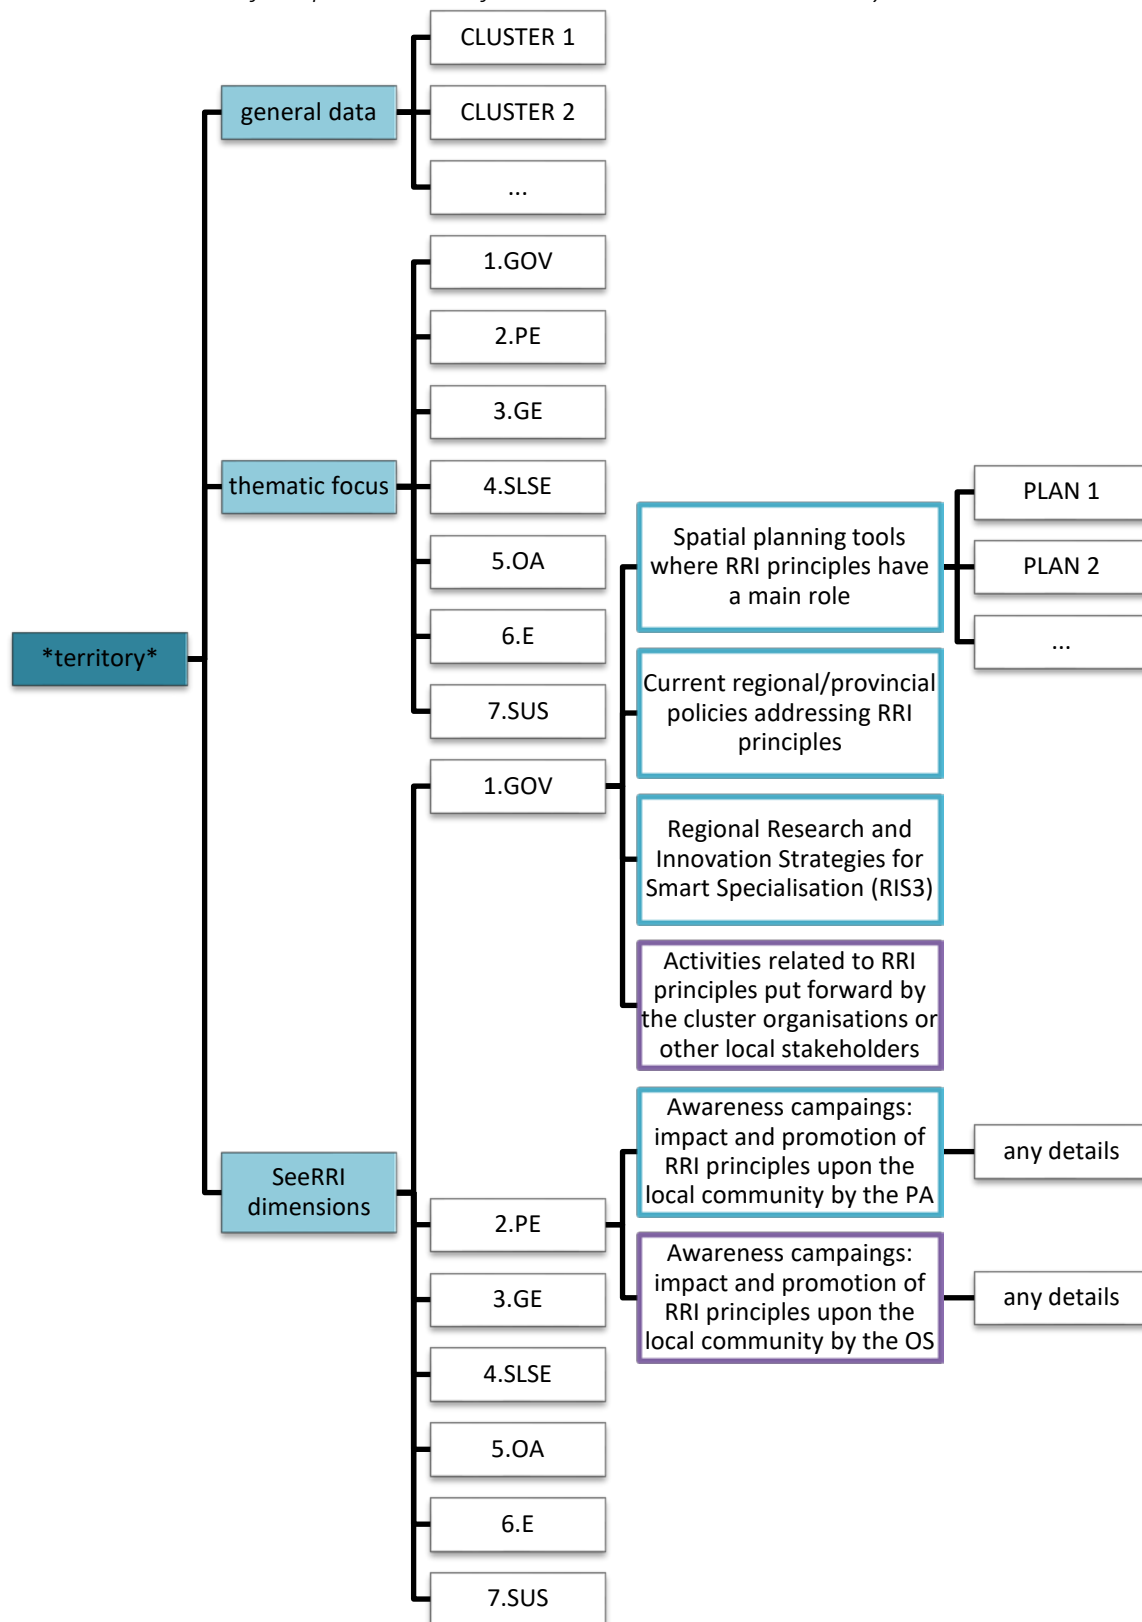 CLUSTER 1
general data
CLUSTER 2
...
1.GOV
2.PE
3.GE
thematic focus
4.SLSE
5.OA
6.E
7.SUS
Spatial planning tools
where RRI principles have
a main role
PLAN 1
PLAN 2
...
*territory*
Current regional/provincial
policies addressing RRI
principles
1.GOV
Regional Research and
Innovation Strategies for
Smart Specialisation (RIS3)
Activities related to RRI
principles put forward by
the cluster organisations or
other local stakeholders
SeeRRI
dimensions
2.PE
Awareness campaings:
impact and promotion of
RRI principles upon the
local community by the PA
any details
Awareness campaings:
impact and promotion of
RRI principles upon the
local community by the OS
any details
3.GE
4.SLSE
5.OA
6.E
7.SUS